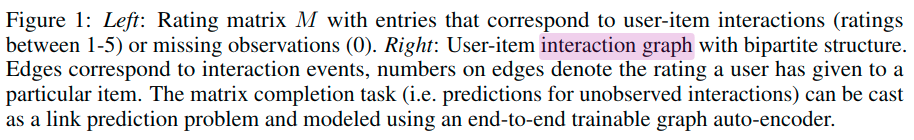 Figure 1: Left: Rating matrix M with entries that correspond to user-item interactions (ratings
between 1-5) or missing observations (0). Right: User-item interaction graph with bipartite structure.
Edges correspond to interaction events, numbers on edges denote the rating a user has given to a
particular item. The matrix completion task (i.e. predictions for unobserved interactions) can be cast
as a link prediction problem and modeled using an end-to-end trainable graph auto-encoder.